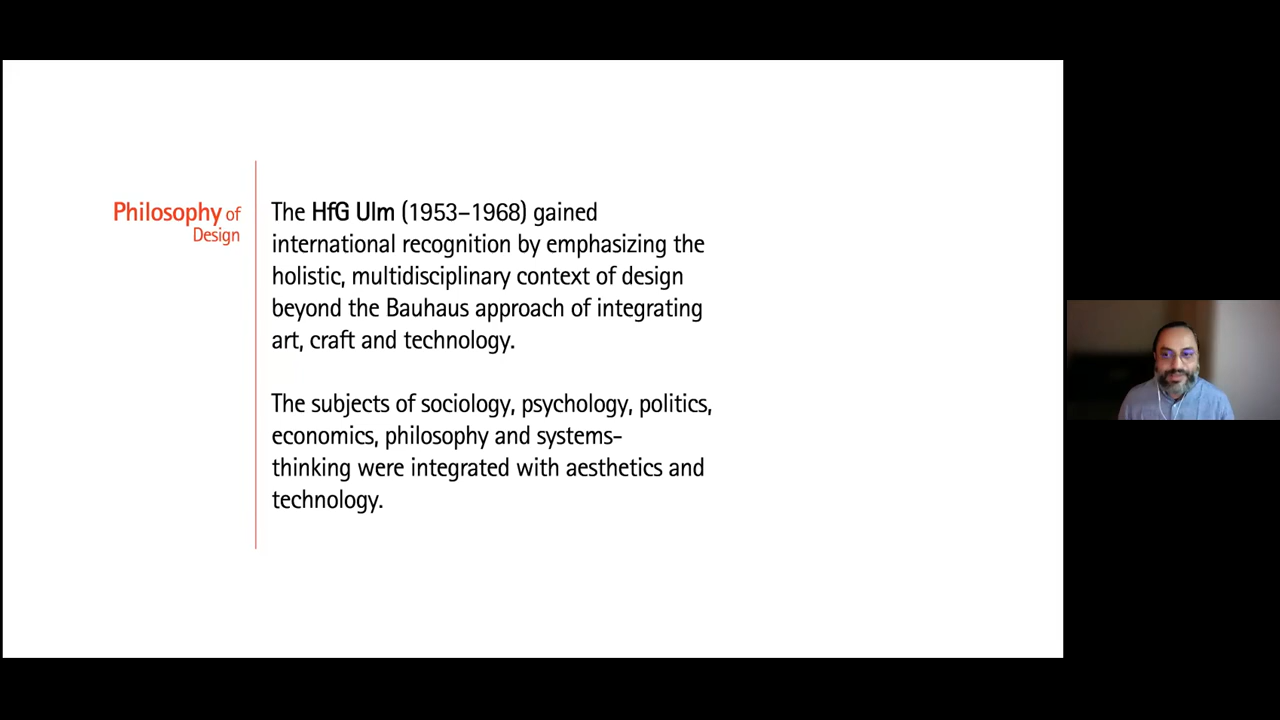 Philosophy of
Design
The HfG Ulm (1953–1968) gained
international recognition by emphasizing the
holistic, multidisciplinary context of design
beyond the Bauhaus approach of integrating
art, craft and technology.
The subjects of sociology, psychology, politics,
economics, philosophy and systems-
thinking were integrated with aesthetics and
technology.